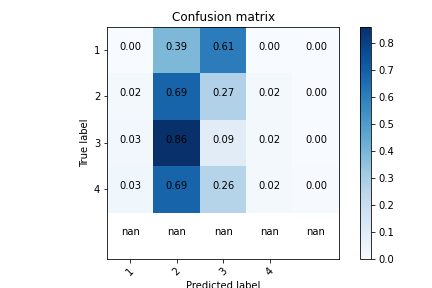 Confusion matrix
1 0.00 0.39 0.61 0.00 0.00
2 0.02 0.69 0.27 0.02 0.00
3 0.03 0.86 0.09 0.02 0.00
4 0.03 0.69 0.26 0.02 0.00
nan nan nan nan nan
1 2 3 4
True label
Predicted label
0.8
0.7
0.6
0.5
0.4
0.3
0.2
0.1
0.0